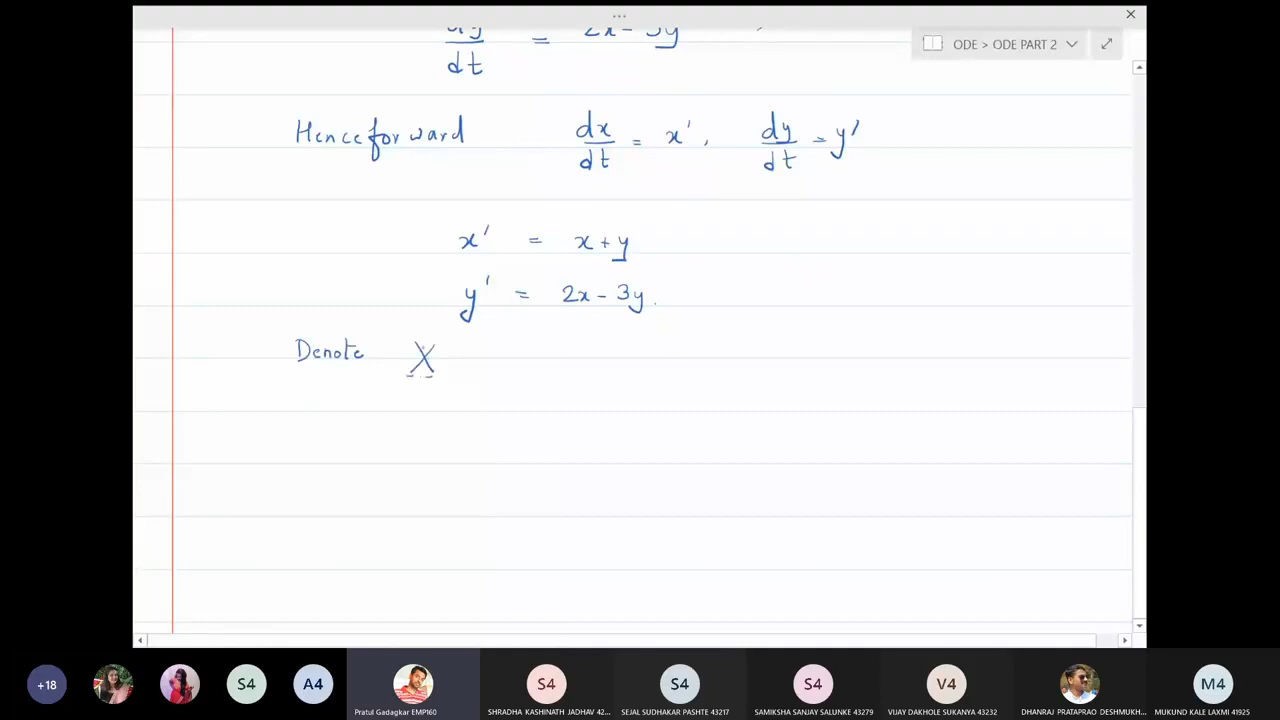 ...
×
dy/dt = 2x - 3y
ODE > ODE PART 2
Henceforward dx/dt = x', dy/dt = y'
x' = x + y
y' = 2x - 3y.
Denote X
+18
S4
A4
Pratul Gadagkar EMP160
S4
SHRADHA KASHINATH JADHAV 42...
S4
SEJAL SUDHAKAR PASHTE 43217
S4
SAMIKSHA SANJAY SALUNKE 43279
V4
VIJAY DAKHOLE SUKANYA 43232
DHANRAJ PRATAPRAO DESHMUKH...
M4
MUKUND KALE LAXMI 41925